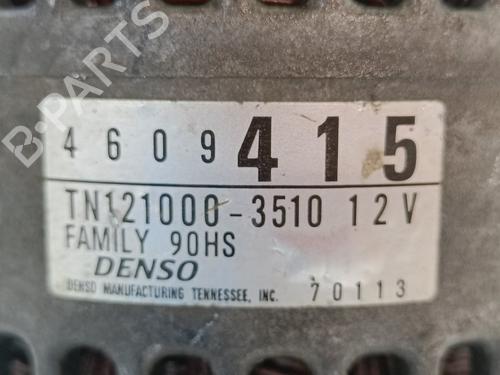 B-PARTS
4609415
TN121000-3510 12V
FAMILY 90HS
DENSO
DENSO MANUFACTURING TENNESSEE, INC. 70113